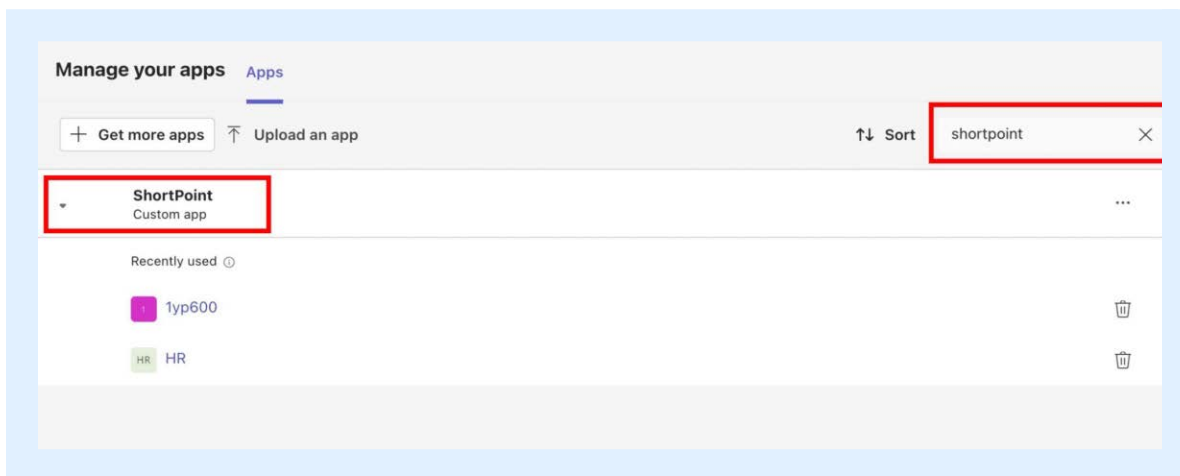 Manage your apps Apps
Get more apps Upload an app Sort shortpoint
ShortPoint
Custom app
Recently used
1 1yp600
HR HR